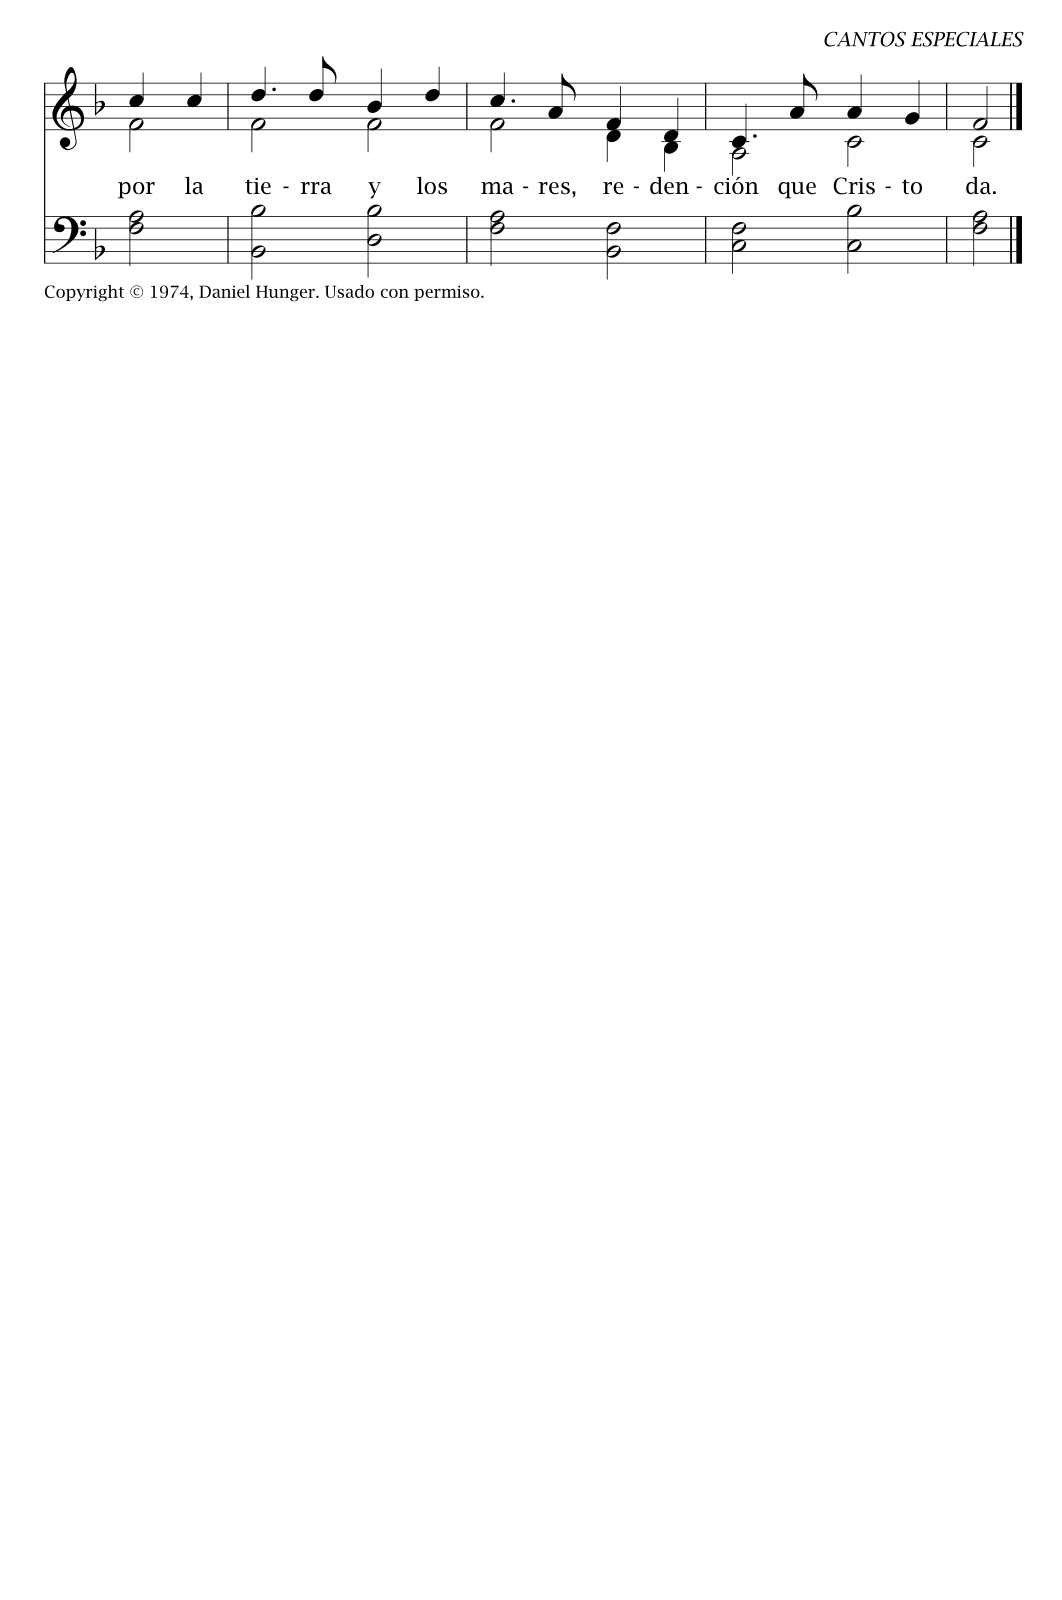 CANTOS ESPECIALES
por la tie - rra y los ma - res, re - den - ción que Cris - to da.
Copyright © 1974, Daniel Hunger. Usado con permiso.